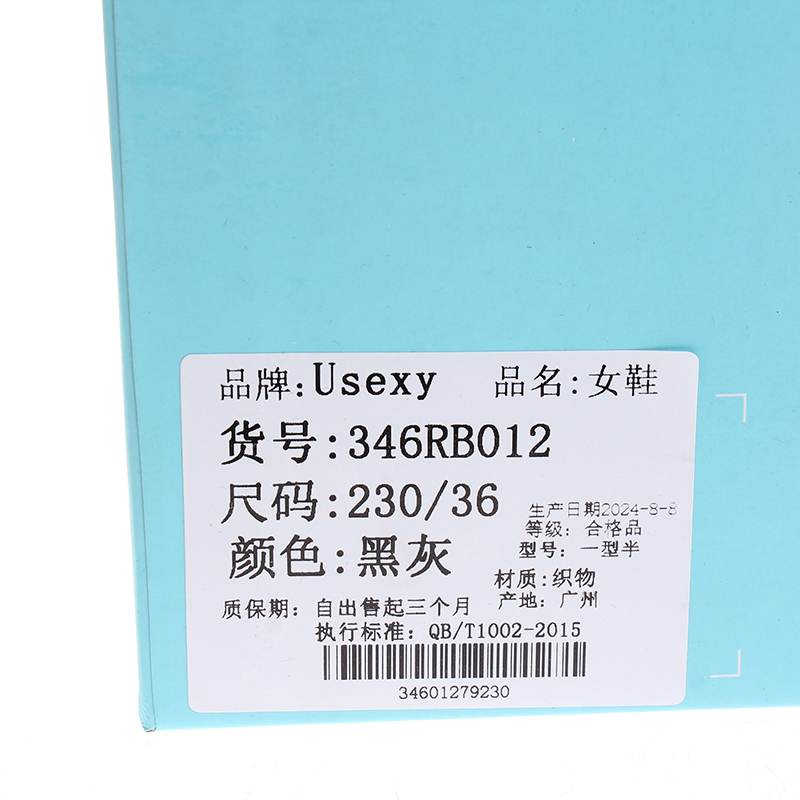 品牌:Usexy 品名:女鞋
货号:346RB012
尺码:230/36
生产日期2024-8-8
等级: 合格品
颜色:黑灰
型号: 一型半
材质:织物
质保期: 自出售起三个月
产地: 广州
执行标准: QB/T1002-2015
34601279230